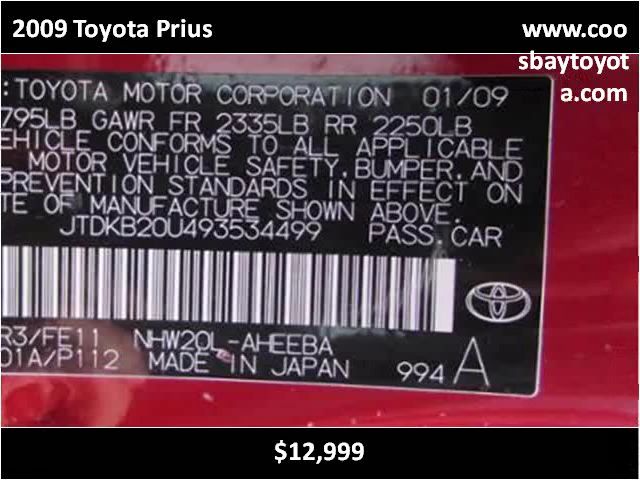 2009 Toyota Prius
www.coo
sbaytoyot
a.com
: TOYOTA MOTOR CORPORATION 01/09
795LB GAWR FR 2335LB RR 2250LB
VEHICLE CONFORMS TO ALL APPLICABLE
MOTOR VEHICLE SAFETY, BUMPER, AND
PREVENTION STANDARDS IN EFFECT ON
TE OF MANUFACTURE SHOWN ABOVE.
JTDKB20U493534499 PASS.CAR
R3/FE11 NHW20L-AHEEBA
01A/P112 MADE IN JAPAN 994 A
$12,999